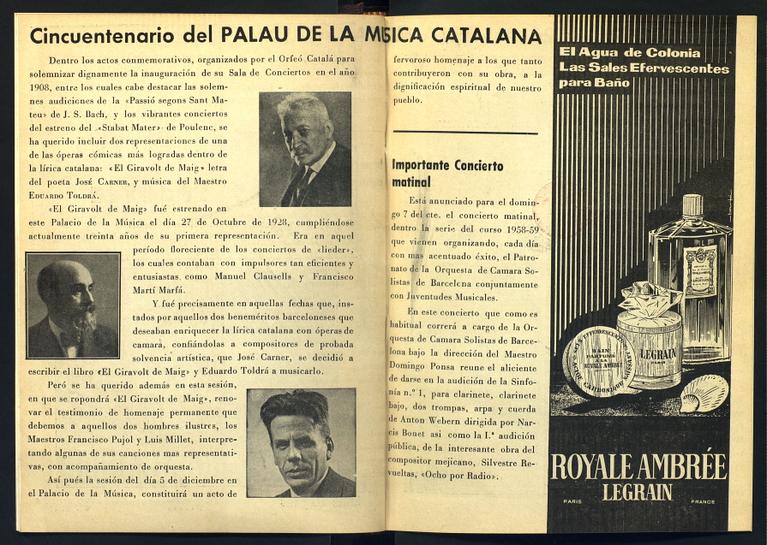 Cincuentenario del PALAU DE LA MÚSICA CATALANA
Dentro los actos conmemorativos, organizados por el Orfeó Catalá para
solemnizar dignamente la inauguración de su Sala de Conciertos en el año
1908, entre los cuales cabe destacar las solem-
nes audiciones de la «Passió segons Sant Ma-
teu» de J. S. Bach, y los vibrantes conciertos
del estreno del «Stabat Mater» de Poulenc, se
ha querido incluir dos representaciones de una
de las óperas cómicas más logradas dentro de
la lírica catalana: «El Giravolt de Maig» letra
del poeta JOSÉ CARNER, y música del Maestro
EDUARDO TOLDRÁ.
«El Giravolt de Maig» fué estrenado en
este Palacio de la Música el día 27 de Octubre de 1928, cumpliéndose
actualmente treinta años de su primera representación. Era en aquel
período floreciente de los conciertos de «lieder»,
los cuales contaban con impulsores tan eficientes y
entusiastas como Manuel Clausells y Francisco
Martí Marfá.
Y fué precisamente en aquellas fechas que, ins-
tados por aquellos dos beneméritos barceloneses que
deseaban enriquecer la lírica catalana con óperas de
camará, confiándolas a compositores de probada
solvencia artística, que José Carner, se decidió a
escribir el libro «El Giravolt de Maig» y Eduardo Toldrá a musicarlo.
Peró se ha querido además en esta sesión,
en que se repondrá «El Giravolt de Maig», reno-
var el testimonio de homenaje permanente que
debemos a aquellos dos hombres ilustres, los
Maestros Francisco Pujol y Luis Millet, interpre-
tando algunas de sus canciones mas representati-
vas, con acompañamiento de orquesta.
Así pués la sesión del día 5 de diciembre en
el Palacio de la Música, constituirá un acto de
fervoroso homenaje a los que tanto
contribuyeron con su obra, a la
dignificación espiritual de nuestro
pueblo.
Importante Concierto
matinal
Está anunciado para el domin-
go 7 del cte. el concierto matinal,
dentro la serie del curso 1958-59
que vienen organizando, cada día
con mas acentuado éxito, el Patro-
nato de la Orquesta de Camara So-
listas de Barcelona conjuntamente
con Juventudes Musicales.
En este concierto que como es
habitual correrá a cargo de la Or-
questa de Camara Solistas de Barce-
lona bajo la dirección del Maestro
Domingo Ponsa reune el aliciente
de darse en la audición de la Sinfo-
nía n.° 1, para clarinete, clarinete
bajo, dos trompas, arpa y cuerda
de Anton Webern dirigida por Nar-
cis Bonet asi como la I.ª audición
pública, de la interesante obra del
compositor mejicano, Silvestre Re-
vueltas, «Ocho por Radio».
El Agua de Colonia
Las Sales Efervescentes
para Baño
LEGRAIN
ROYALE AMBRÉE
LEGRAIN
PARIS FRANCE